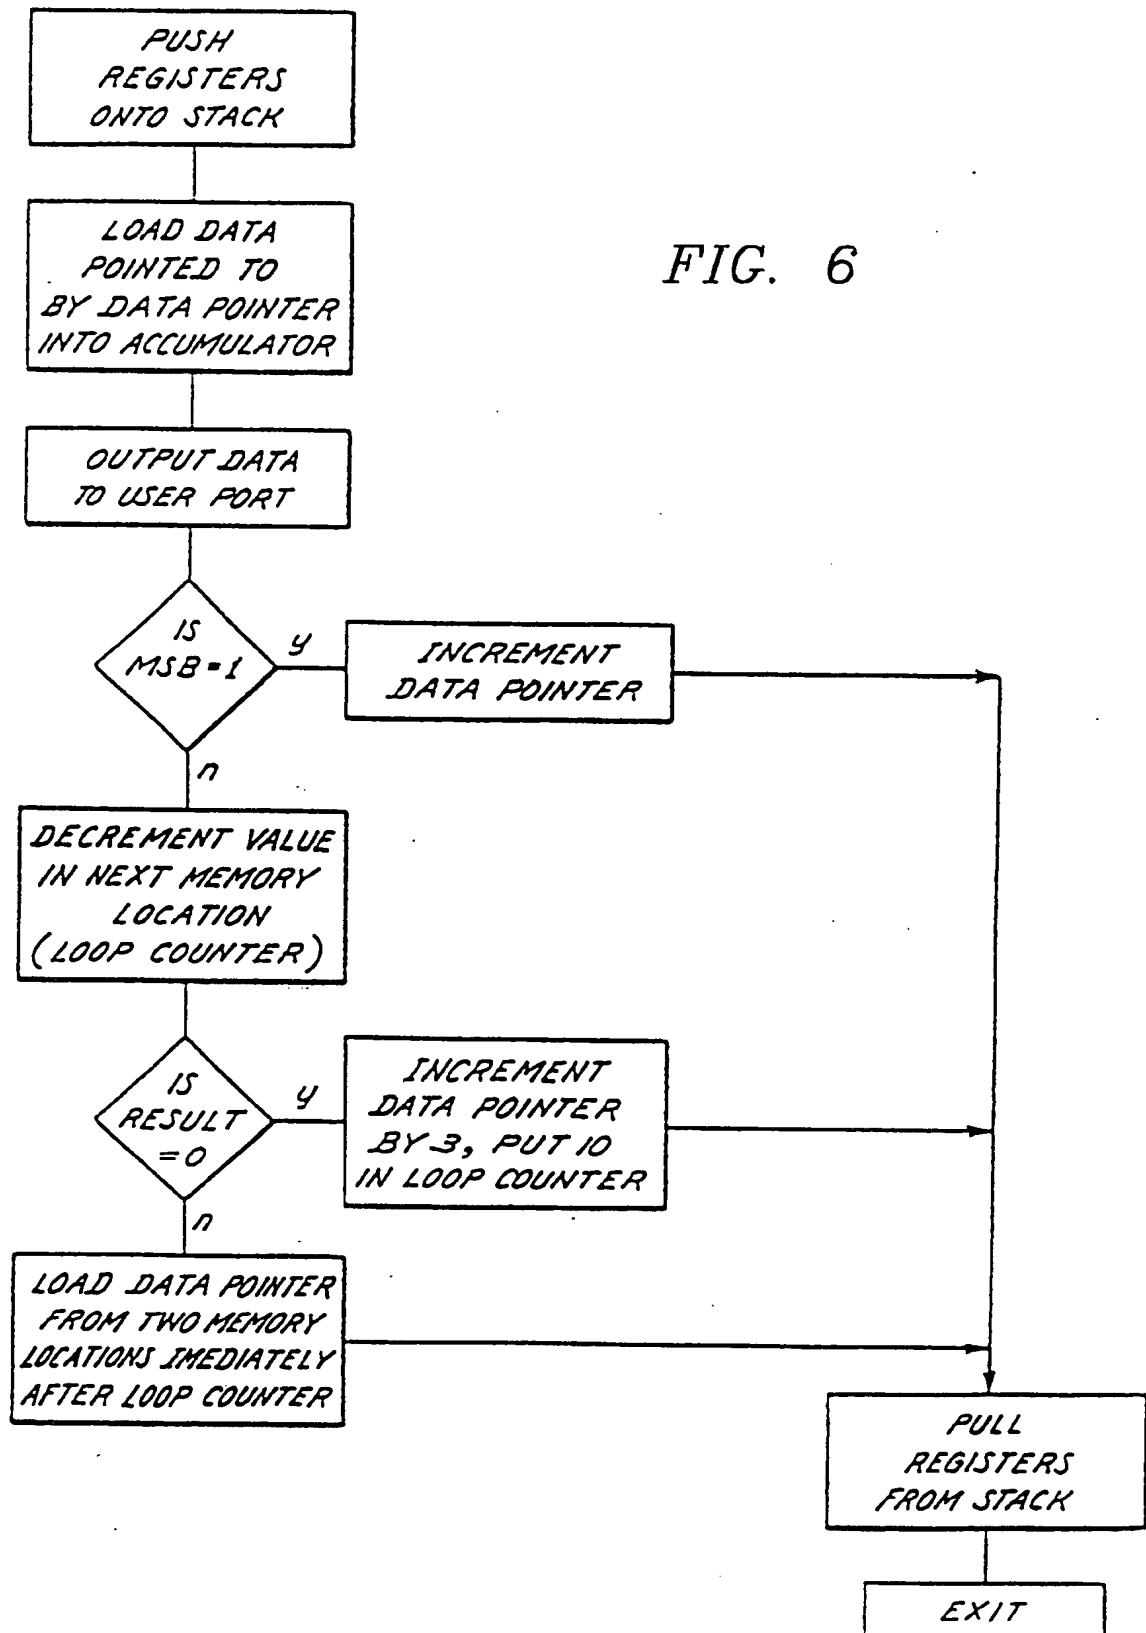 PUSH
REGISTERS
ONTO STACK
LOAD DATA
POINTED TO
BY DATA POINTER
INTO ACCUMULATOR
FIG. 6
OUTPUT DATA
TO USER PORT
IS
MSB=1
y
INCREMENT
DATA POINTER
n
DECREMENT VALUE
IN NEXT MEMORY
LOCATION
(LOOP COUNTER)
IS
RESULT
=0
y
INCREMENT
DATA POINTER
BY 3, PUT 10
IN LOOP COUNTER
n
LOAD DATA POINTER
FROM TWO MEMORY
LOCATIONS IMEDIATELY
AFTER LOOP COUNTER
PULL
REGISTERS
FROM STACK
EXIT